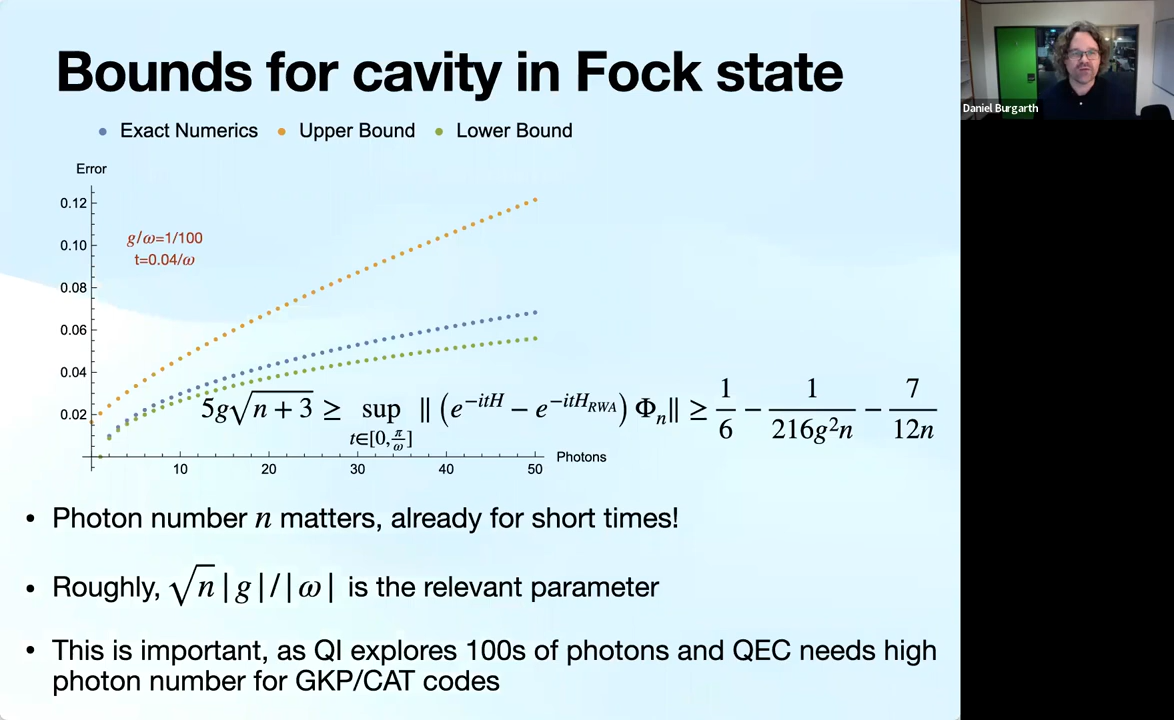 Bounds for cavity in Fock state
Daniel Burgarth
Exact Numerics Upper Bound Lower Bound
Error
0.12
0.10
0.08
0.06
0.04
0.02
g/ω=1/100
t=0.04/ω
5g√(n + 3) ≥ sup_{t∈[0,π/ω]} ‖ (e^{−itH} − e^{−itH_{RWA}}) Φ_n‖ ≥ 1/6 − 1/(216g²n) − 7/(12n)
10 20 30 40 50 Photons
• Photon number n matters, already for short times!
• Roughly, √n |g|/|ω| is the relevant parameter
• This is important, as QI explores 100s of photons and QEC needs high
photon number for GKP/CAT codes